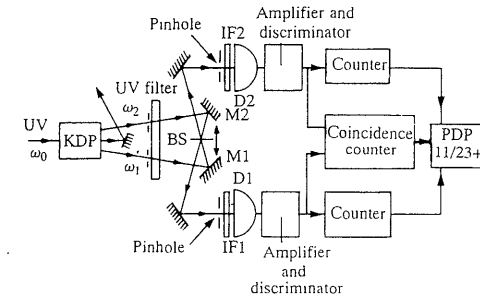 Amplifier and
discriminator
Pinhole
IF2
Counter
D2
UV filter
ω2
M2
UV
ω0
KDP
BS
Coincidence
counter
PDP
11/23+
ω1
M1
D1
Counter
Pinhole
IF1
Amplifier
and
discriminator